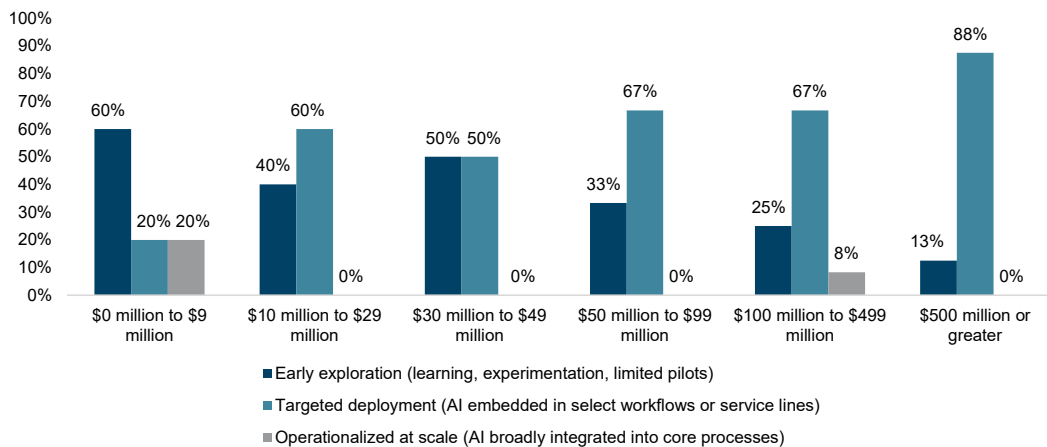 100%
90%
80%
70%
60%
50%
40%
30%
20%
10%
0%
60%
20%
20%
40%
60%
0%
50%
50%
0%
33%
67%
0%
25%
67%
8%
13%
88%
0%
$0 million to $9
million
$10 million to $29
million
$30 million to $49
million
$50 million to $99
million
$100 million to $499
million
$500 million or
greater
Early exploration (learning, experimentation, limited pilots)
Targeted deployment (AI embedded in select workflows or service lines)
Operationalized at scale (AI broadly integrated into core processes)